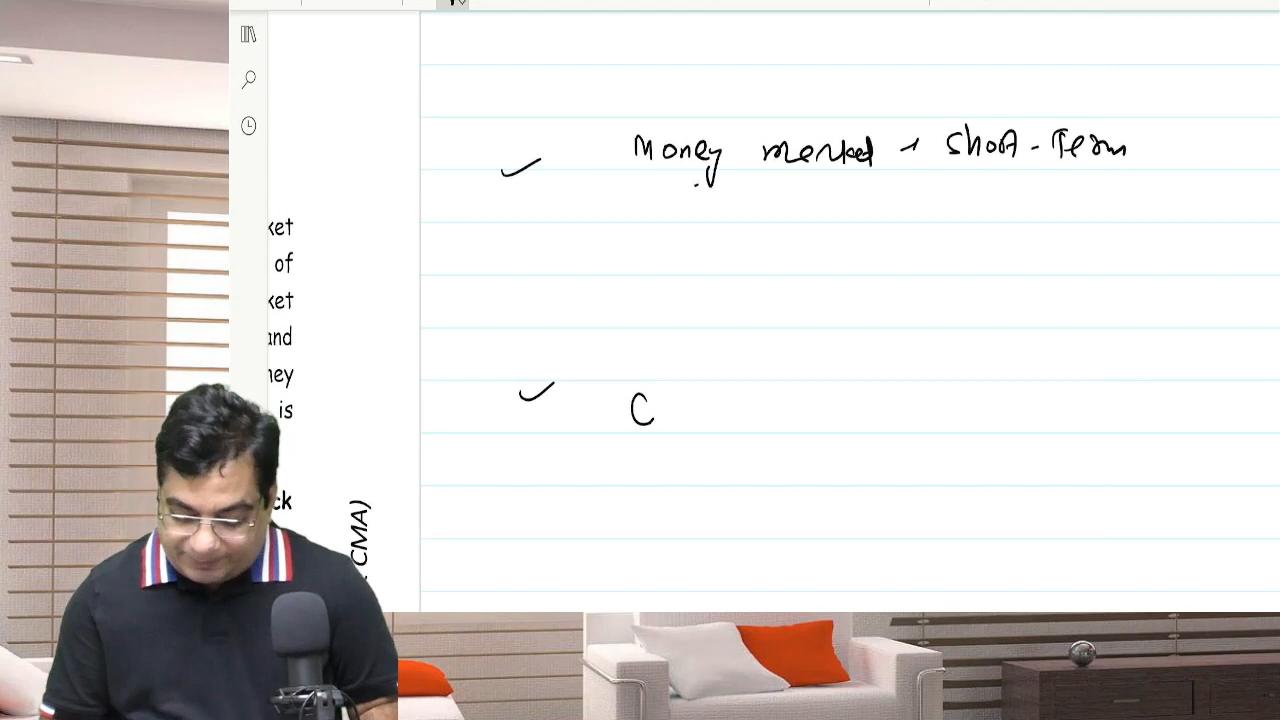 Money market → Short-Term
C
ket
of
ket
and
ney
is
ck
CMA)